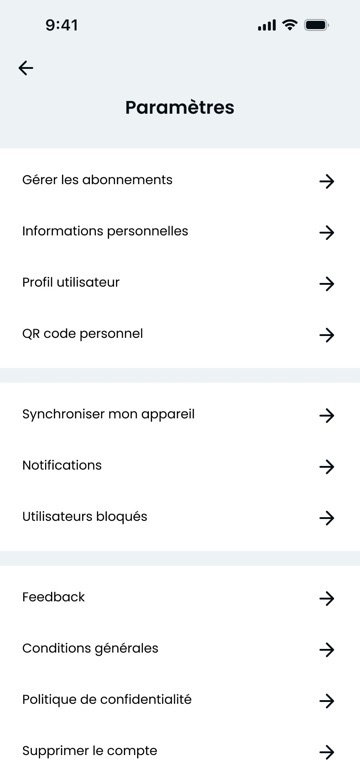 9:41
Paramètres
Gérer les abonnements
Informations personnelles
Profil utilisateur
QR code personnel
Synchroniser mon appareil
Notifications
Utilisateurs bloqués
Feedback
Conditions générales
Politique de confidentialité
Supprimer le compte